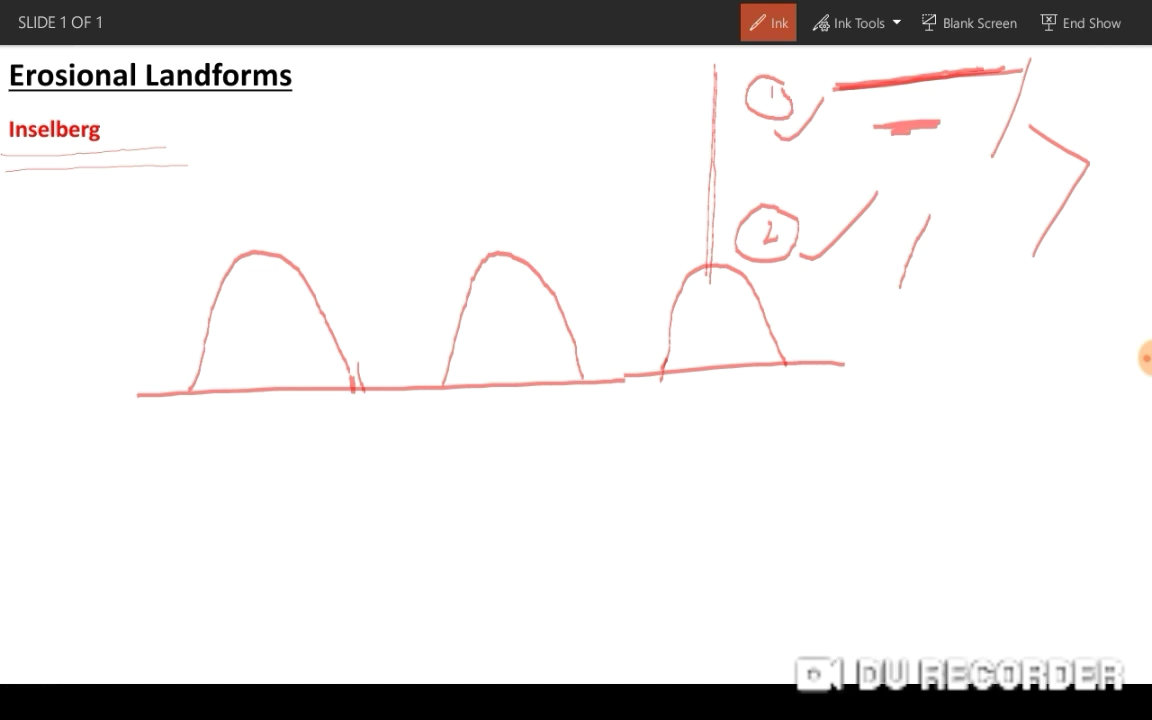 SLIDE 1 OF 1
Ink
Ink Tools
Blank Screen
End Show
Erosional Landforms
Inselberg
1
2
DU RECORDER